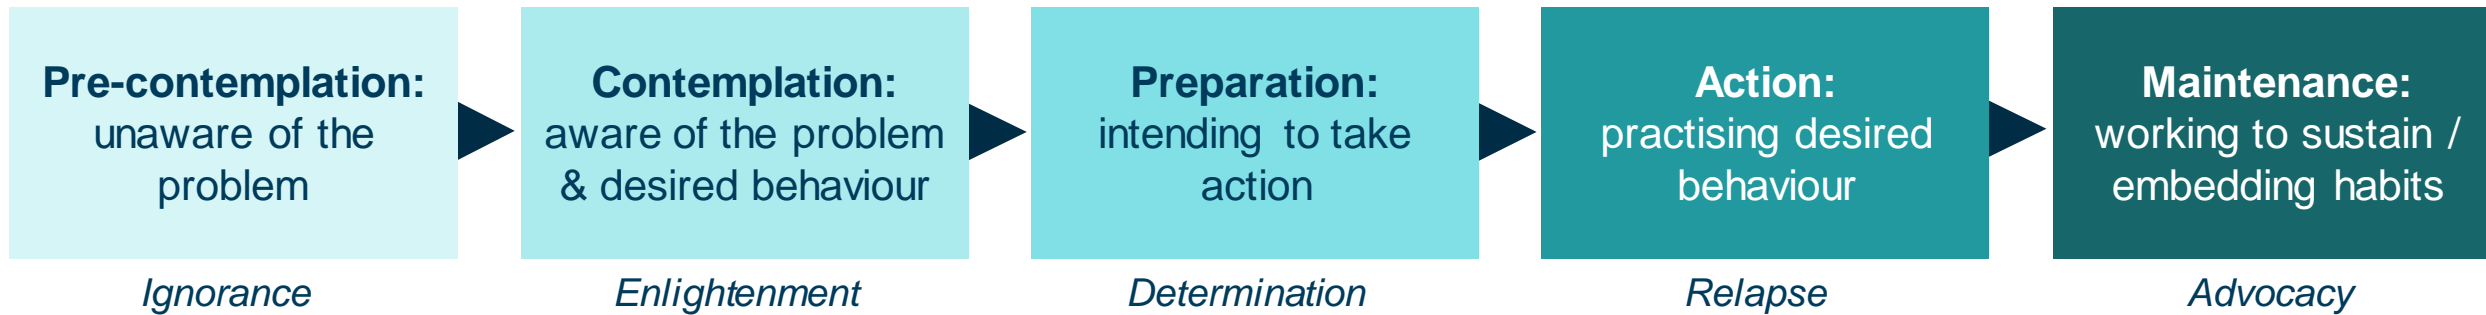 Pre-contemplation:
unaware of the
problem
Contemplation:
aware of the problem
& desired behaviour
Preparation:
intending to take
action
Action:
practising desired
behaviour
Maintenance:
working to sustain /
embedding habits
Ignorance
Enlightenment
Determination
Relapse
Advocacy